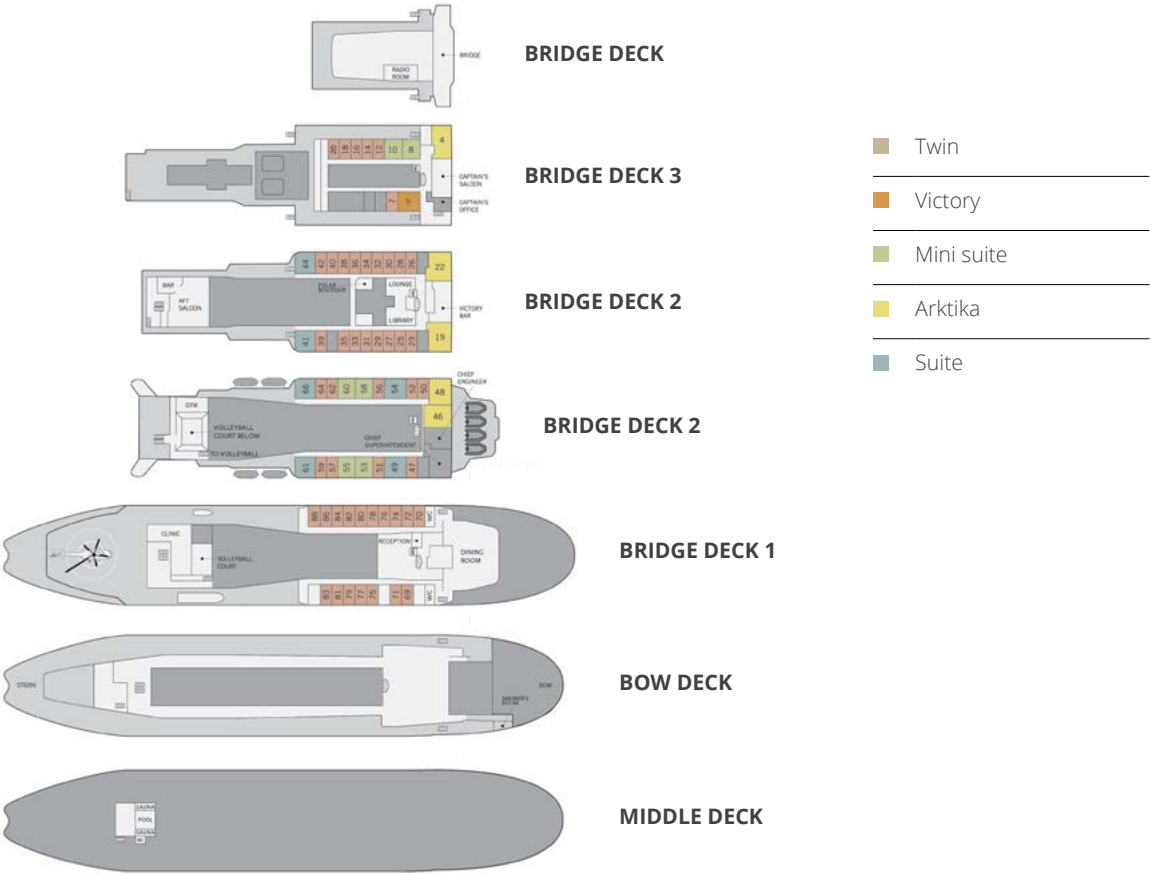 BRIDGE
RADIO
ROOM
BRIDGE DECK
20 18 16 14 12 10 8
4
CAPTAIN'S
SALOON
7 5
CAPTAIN'S
OFFICE
BRIDGE DECK 3
44 42 40 38 36 34 32 30 28 26
22
BAR
AFT
SALOON
POLAR
BOUTIQUE
LOUNGE
LIBRARY
VICTORY
BAR
41 39 35 33 31 29 27 25 23
19
BRIDGE DECK 2
CHIEF
ENGINEER
66 64 62 60 58 56 54 52 50
48
46
GYM
VOLLEYBALL
COURT BELOW
TO VOLLEYBALL
CHIEF
SUPERINTENDENT
61 59 57 55 53 51 49 47
BRIDGE DECK 2
88 86 84 82 80 78 76 74 72 70 WC
CLINIC
VOLLEYBALL
COURT
RECEPTION
DINING
ROOM
83 81 79 77 75 71 69 WC
BRIDGE DECK 1
STERN
BOW
SMOKER'S
ROOM
BOW DECK
SAUNA
POOL
SAUNA
WC
MIDDLE DECK
Twin
Victory
Mini suite
Arktika
Suite